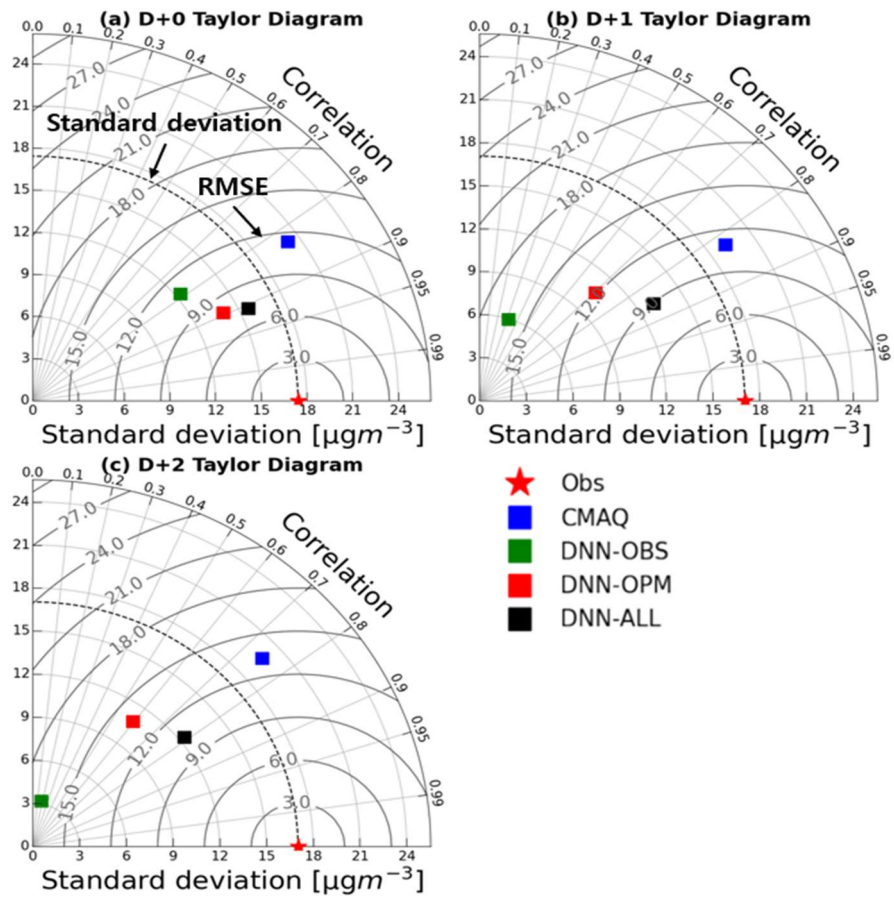 (a) D+0 Taylor Diagram
0.0 0.1 0.2 0.3 0.4 0.5 0.6 0.7 0.8 0.9 0.95 0.99
Correlation
24
21
18
15
12
9
6
3
0
27.0
24.0
21.0
18.0
15.0
12.0
9.0
6.0
3.0
Standard deviation
RMSE
0 3 6 9 12 15 18 21 24
Standard deviation [µgm⁻³]
(b) D+1 Taylor Diagram
0.0 0.1 0.2 0.3 0.4 0.5 0.6 0.7 0.8 0.9 0.95 0.99
Correlation
24
21
18
15
12
9
6
3
0
27.0
24.0
21.0
18.0
15.0
12.0
9.0
6.0
3.0
0 3 6 9 12 15 18 21 24
Standard deviation [µgm⁻³]
(c) D+2 Taylor Diagram
0.0 0.1 0.2 0.3 0.4 0.5 0.6 0.7 0.8 0.9 0.95 0.99
Correlation
24
21
18
15
12
9
6
3
0
27.0
24.0
21.0
18.0
15.0
12.0
9.0
6.0
3.0
0 3 6 9 12 15 18 21 24
Standard deviation [µgm⁻³]
Obs
CMAQ
DNN-OBS
DNN-OPM
DNN-ALL